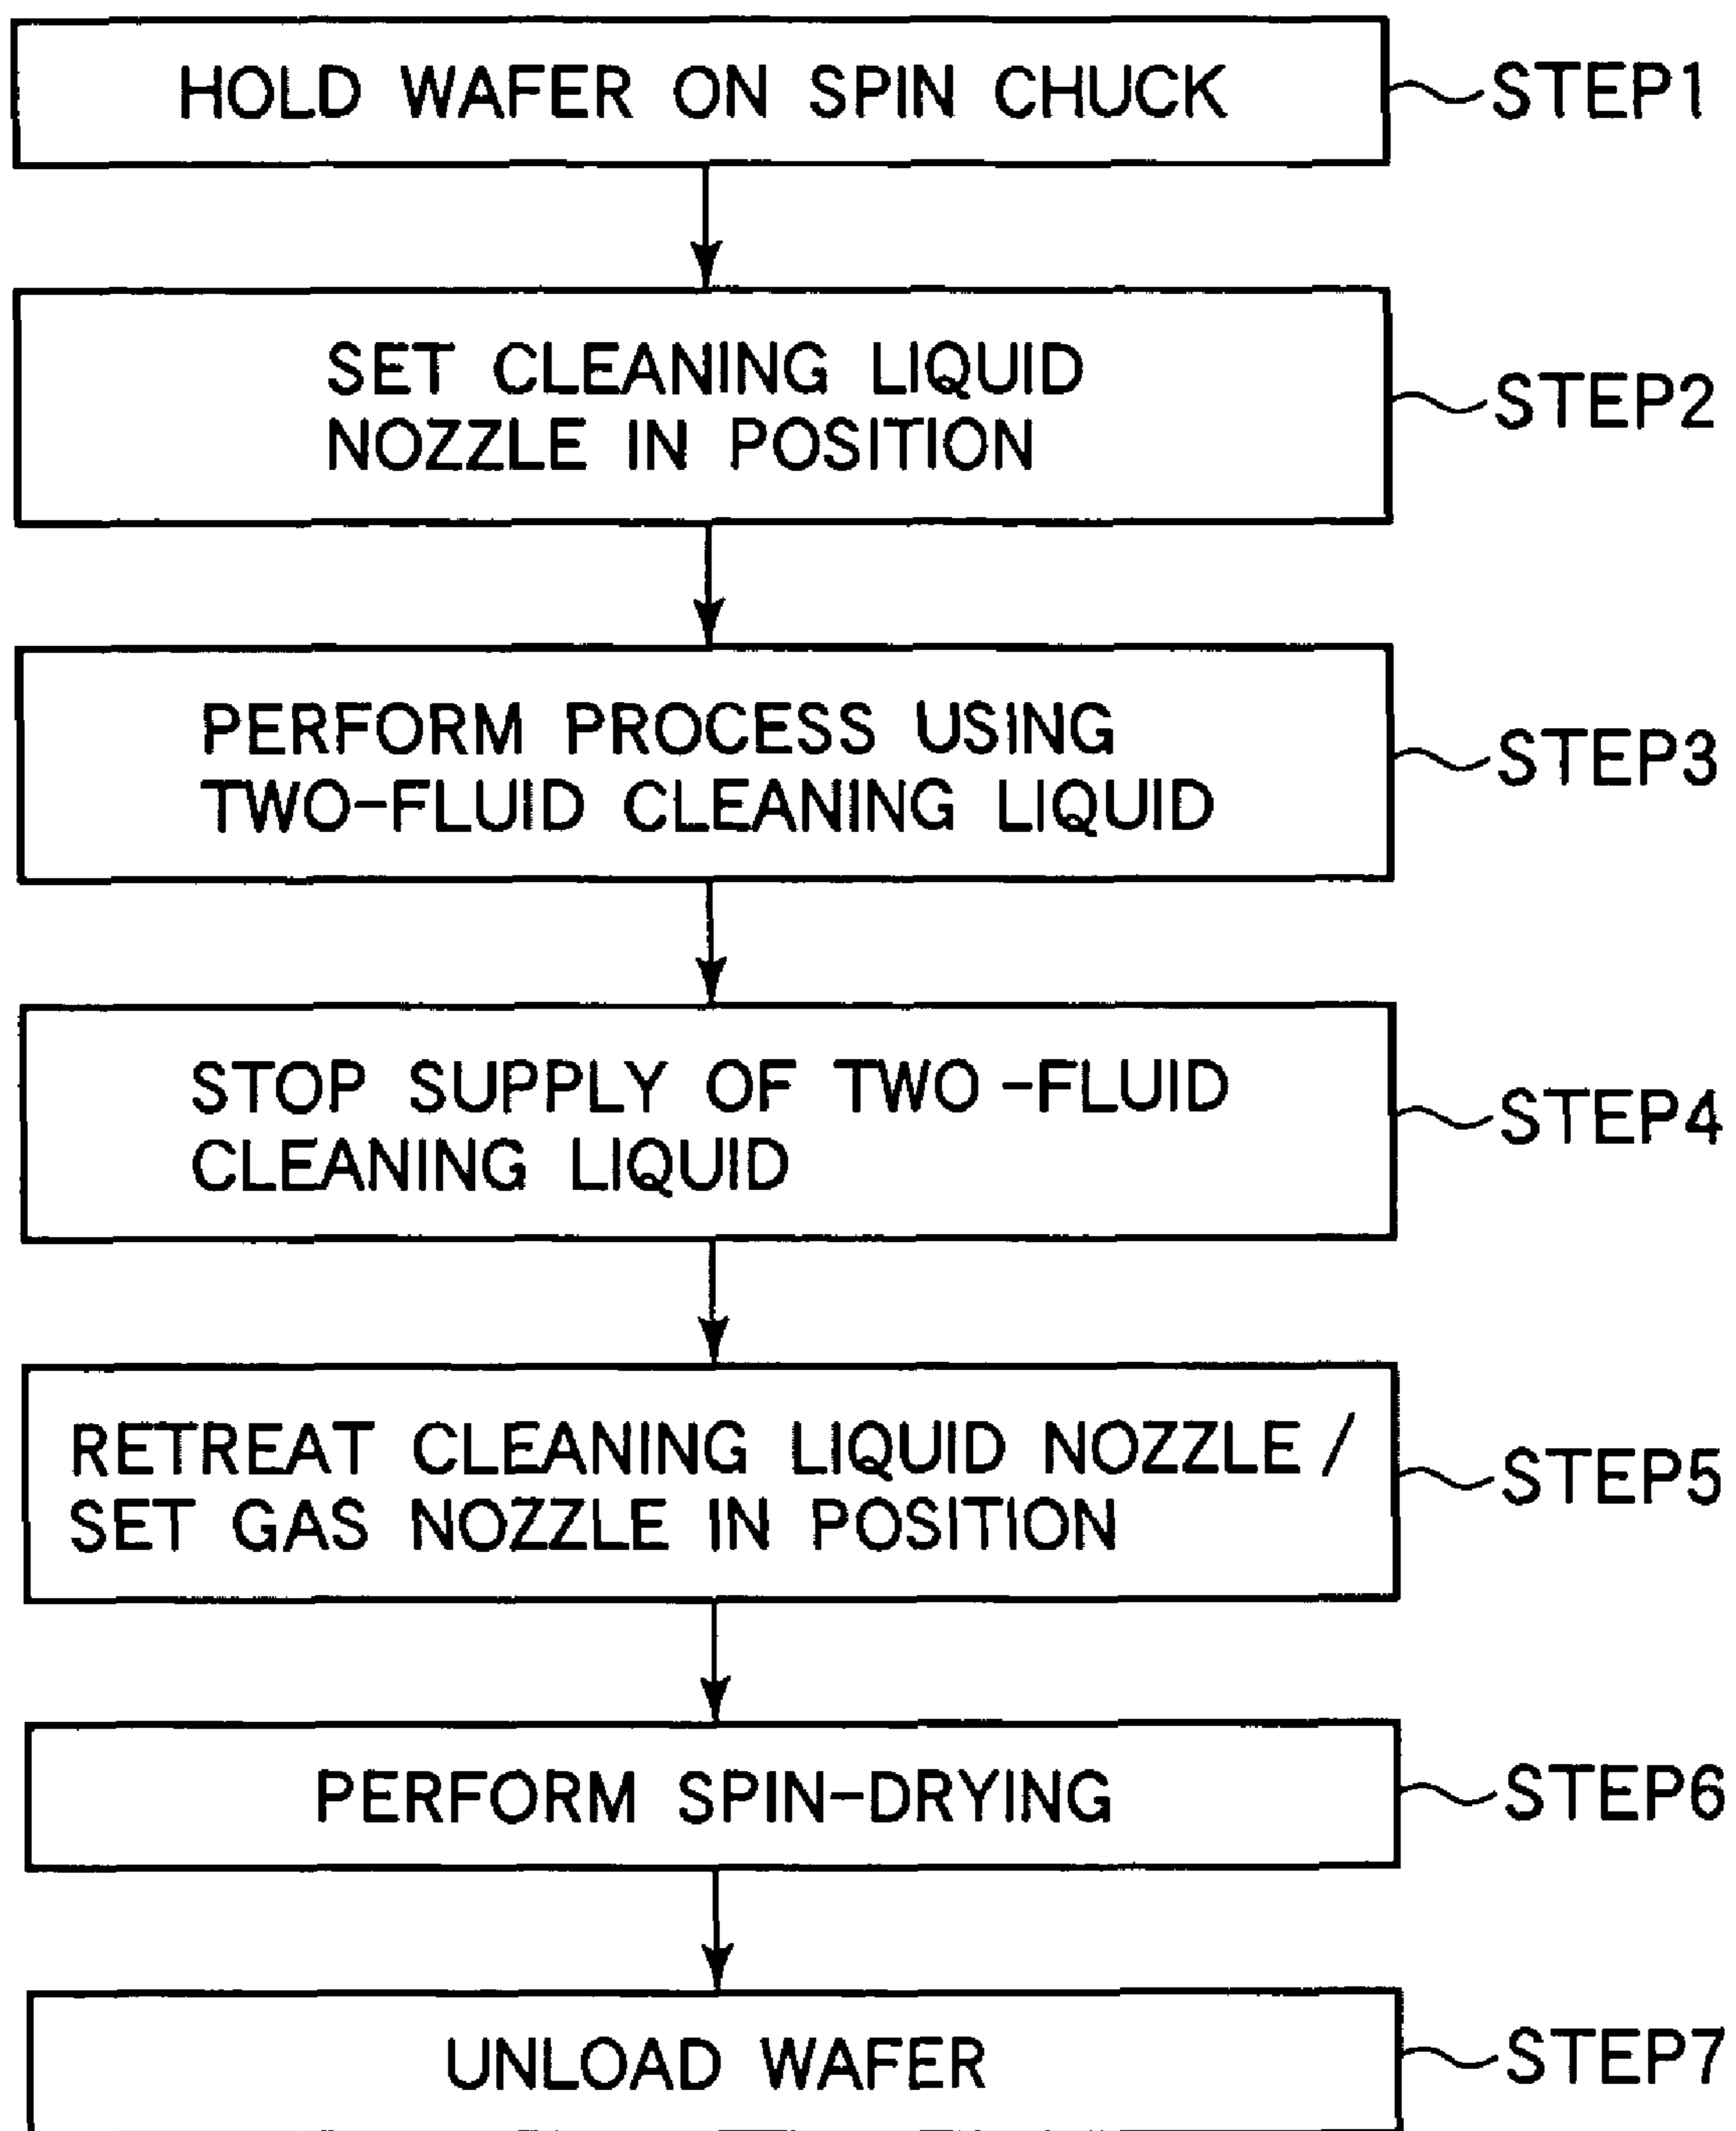 HOLD WAFER ON SPIN CHUCK
STEP1
SET CLEANING LIQUID
NOZZLE IN POSITION
STEP2
PERFORM PROCESS USING
TWO-FLUID CLEANING LIQUID
STEP3
STOP SUPPLY OF TWO-FLUID
CLEANING LIQUID
STEP4
RETREAT CLEANING LIQUID NOZZLE/
SET GAS NOZZLE IN POSITION
STEP5
PERFORM SPIN-DRYING
STEP6
UNLOAD WAFER
STEP7